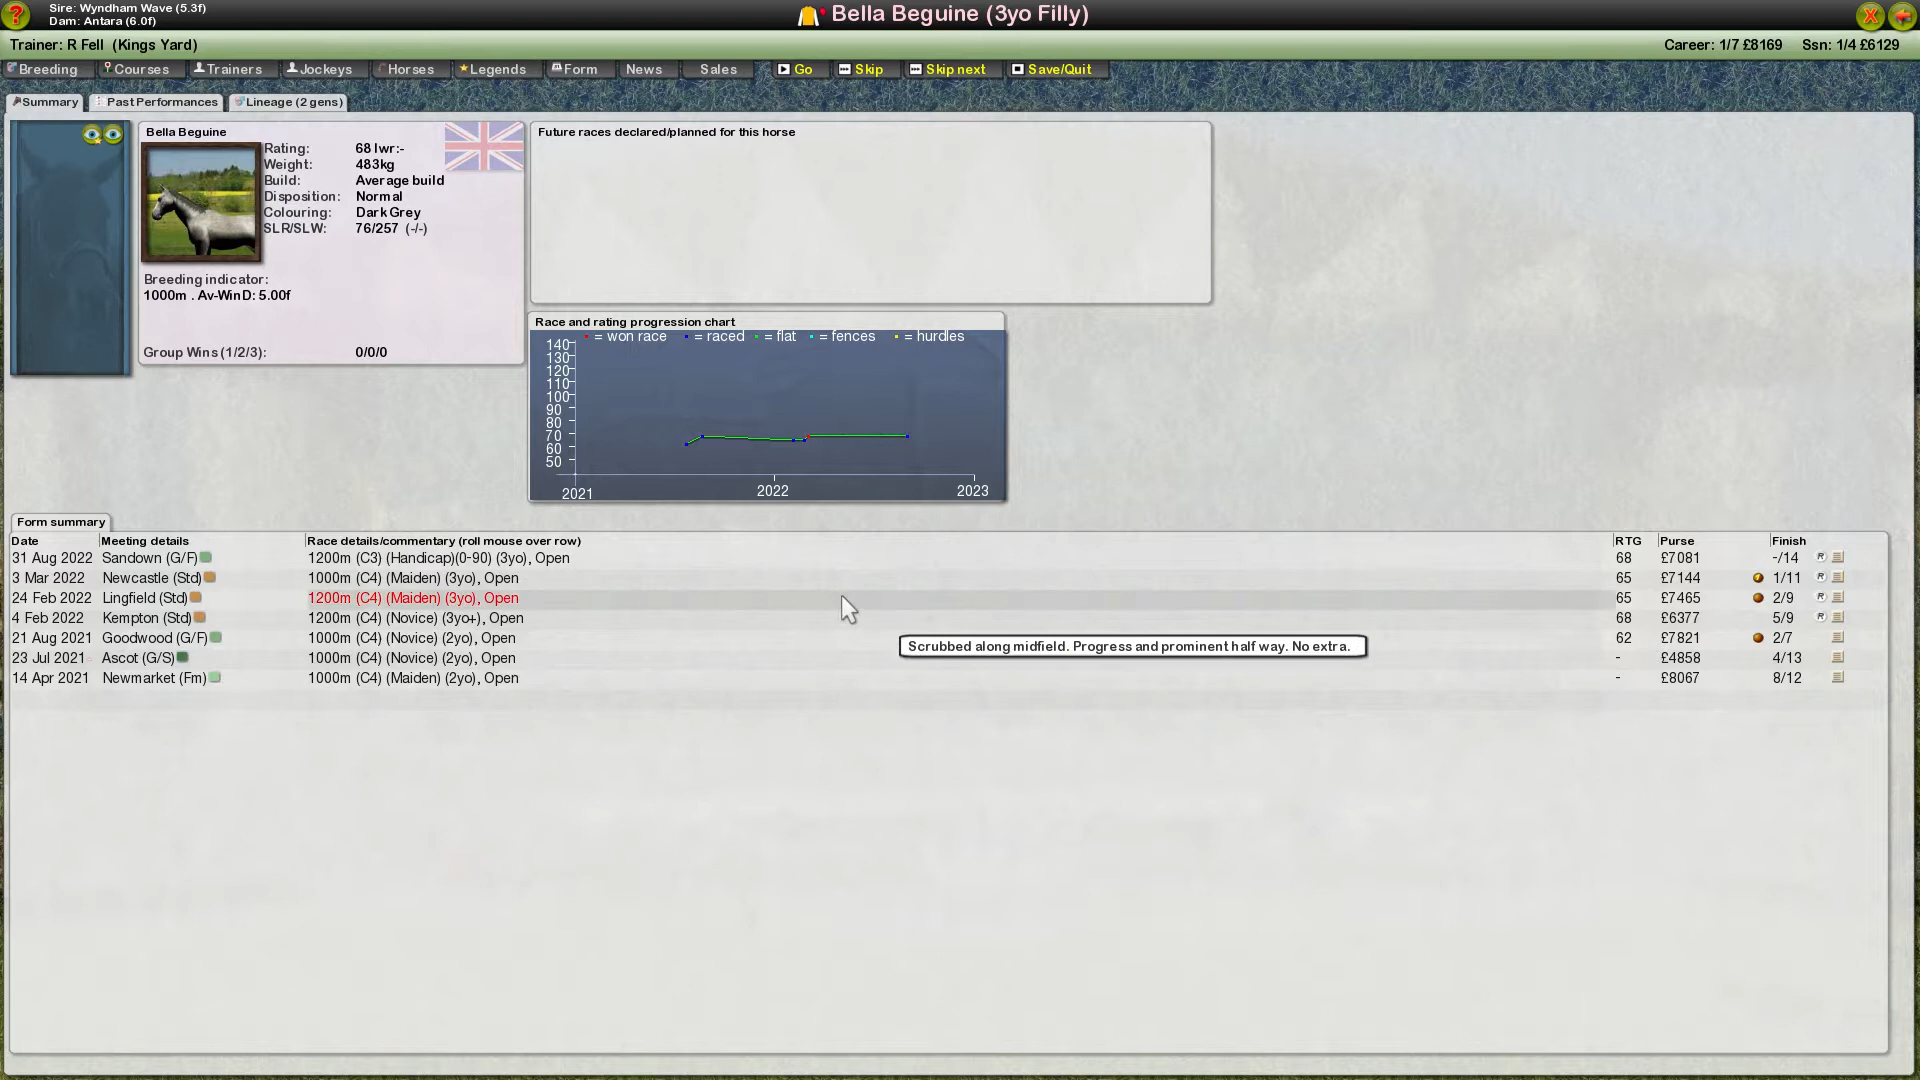 Sire: Wyndham Wave (5.3f)
Dam: Antara (6.0f)
Bella Beguine (3yo Filly)
Trainer: R Fell (Kings Yard)
Career: 1/7 £8169 Ssn: 1/4 £6129
Breeding Courses Trainers Jockeys Horses Legends Form News Sales Go Skip Skip next Save/Quit
Summary Past Performances Lineage (2 gens)
Bella Beguine
Rating: 68 lwr:-
Weight: 483kg
Build: Average build
Disposition: Normal
Colouring: Dark Grey
SLR/SLW: 76/257 (-/-)
Breeding indicator:
1000m . Av-WinD: 5.00f
Group Wins (1/2/3): 0/0/0
Future races declared/planned for this horse
Race and rating progression chart
= won race = raced = flat = fences = hurdles
140
130
120
110
100
90
80
70
60
50
2021 2022 2023
Form summary
Date Meeting details Race details/commentary (roll mouse over row) RTG Purse Finish
31 Aug 2022 Sandown (G/F) 1200m (C3) (Handicap)(0-90) (3yo), Open 68 £7081 -/14 R
3 Mar 2022 Newcastle (Std) 1000m (C4) (Maiden) (3yo), Open 65 £7144 1/11 R
24 Feb 2022 Lingfield (Std) 1200m (C4) (Maiden) (3yo), Open 65 £7465 2/9 R
4 Feb 2022 Kempton (Std) 1200m (C4) (Novice) (3yo+), Open 68 £6377 5/9 R
21 Aug 2021 Goodwood (G/F) 1000m (C4) (Novice) (2yo), Open 62 £7821 2/7
Scrubbed along midfield. Progress and prominent half way. No extra.
23 Jul 2021 Ascot (G/S) 1000m (C4) (Novice) (2yo), Open - £4858 4/13
14 Apr 2021 Newmarket (Fm) 1000m (C4) (Maiden) (2yo), Open - £8067 8/12